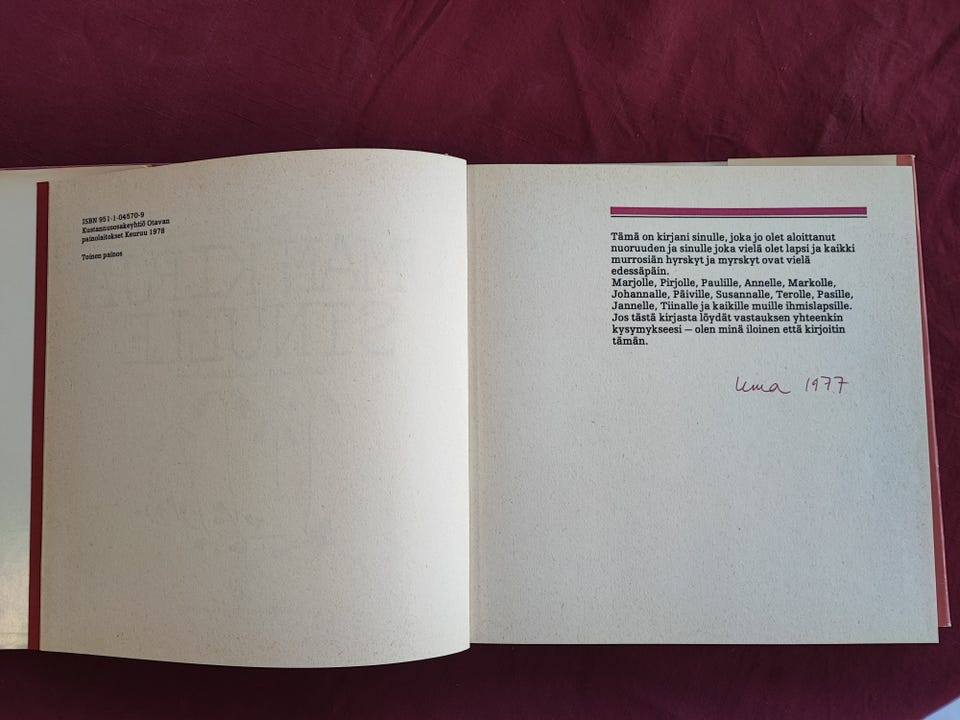 ISBN 951-1-04570-9
Kustannusosakeyhtiö Otavan
painolaitokset Keuruu 1978
Toinen painos
Tämä on kirjani sinulle, joka jo olet aloittanut
nuoruuden ja sinulle joka vielä olet lapsi ja kaikki
murrosiän hyrskyt ja myrskyt ovat vielä
edessäpäin.
Marjolle, Pirjolle, Paulille, Annelle, Markolle,
Johannalle, Päiville, Susannalle, Terolle, Pasille,
Jannelle, Tiinalle ja kaikille muille ihmislapsille.
Jos tästä kirjasta löydät vastauksen yhteenkin
kysymykseesi — olen minä iloinen että kirjoitin
tämän.
1977